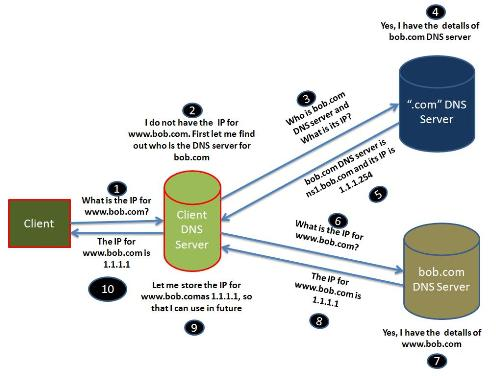 4
Yes, I have the details of
bob.com DNS server
2
I do not have the IP for
www.bob.com. First let me find
out who is the DNS server for
bob.com
3
Who is bob.com
DNS server and
What is its IP?
".com" DNS
Server
bob.com DNS server is
ns1.bob.com and its IP is
1.1.1.254
5
1
What is the IP for
www.bob.com?
Client
Client
DNS
Server
The IP for
www.bob.com is
1.1.1.1
10
6
What is the IP for
www.bob.com?
bob.com
DNS Server
The IP for
www.bob.com is
1.1.1.1
8
Let me store the IP for
www.bob.comas 1.1.1.1, so
that I can use in future
9
Yes, I have the details of
www.bob.com
7